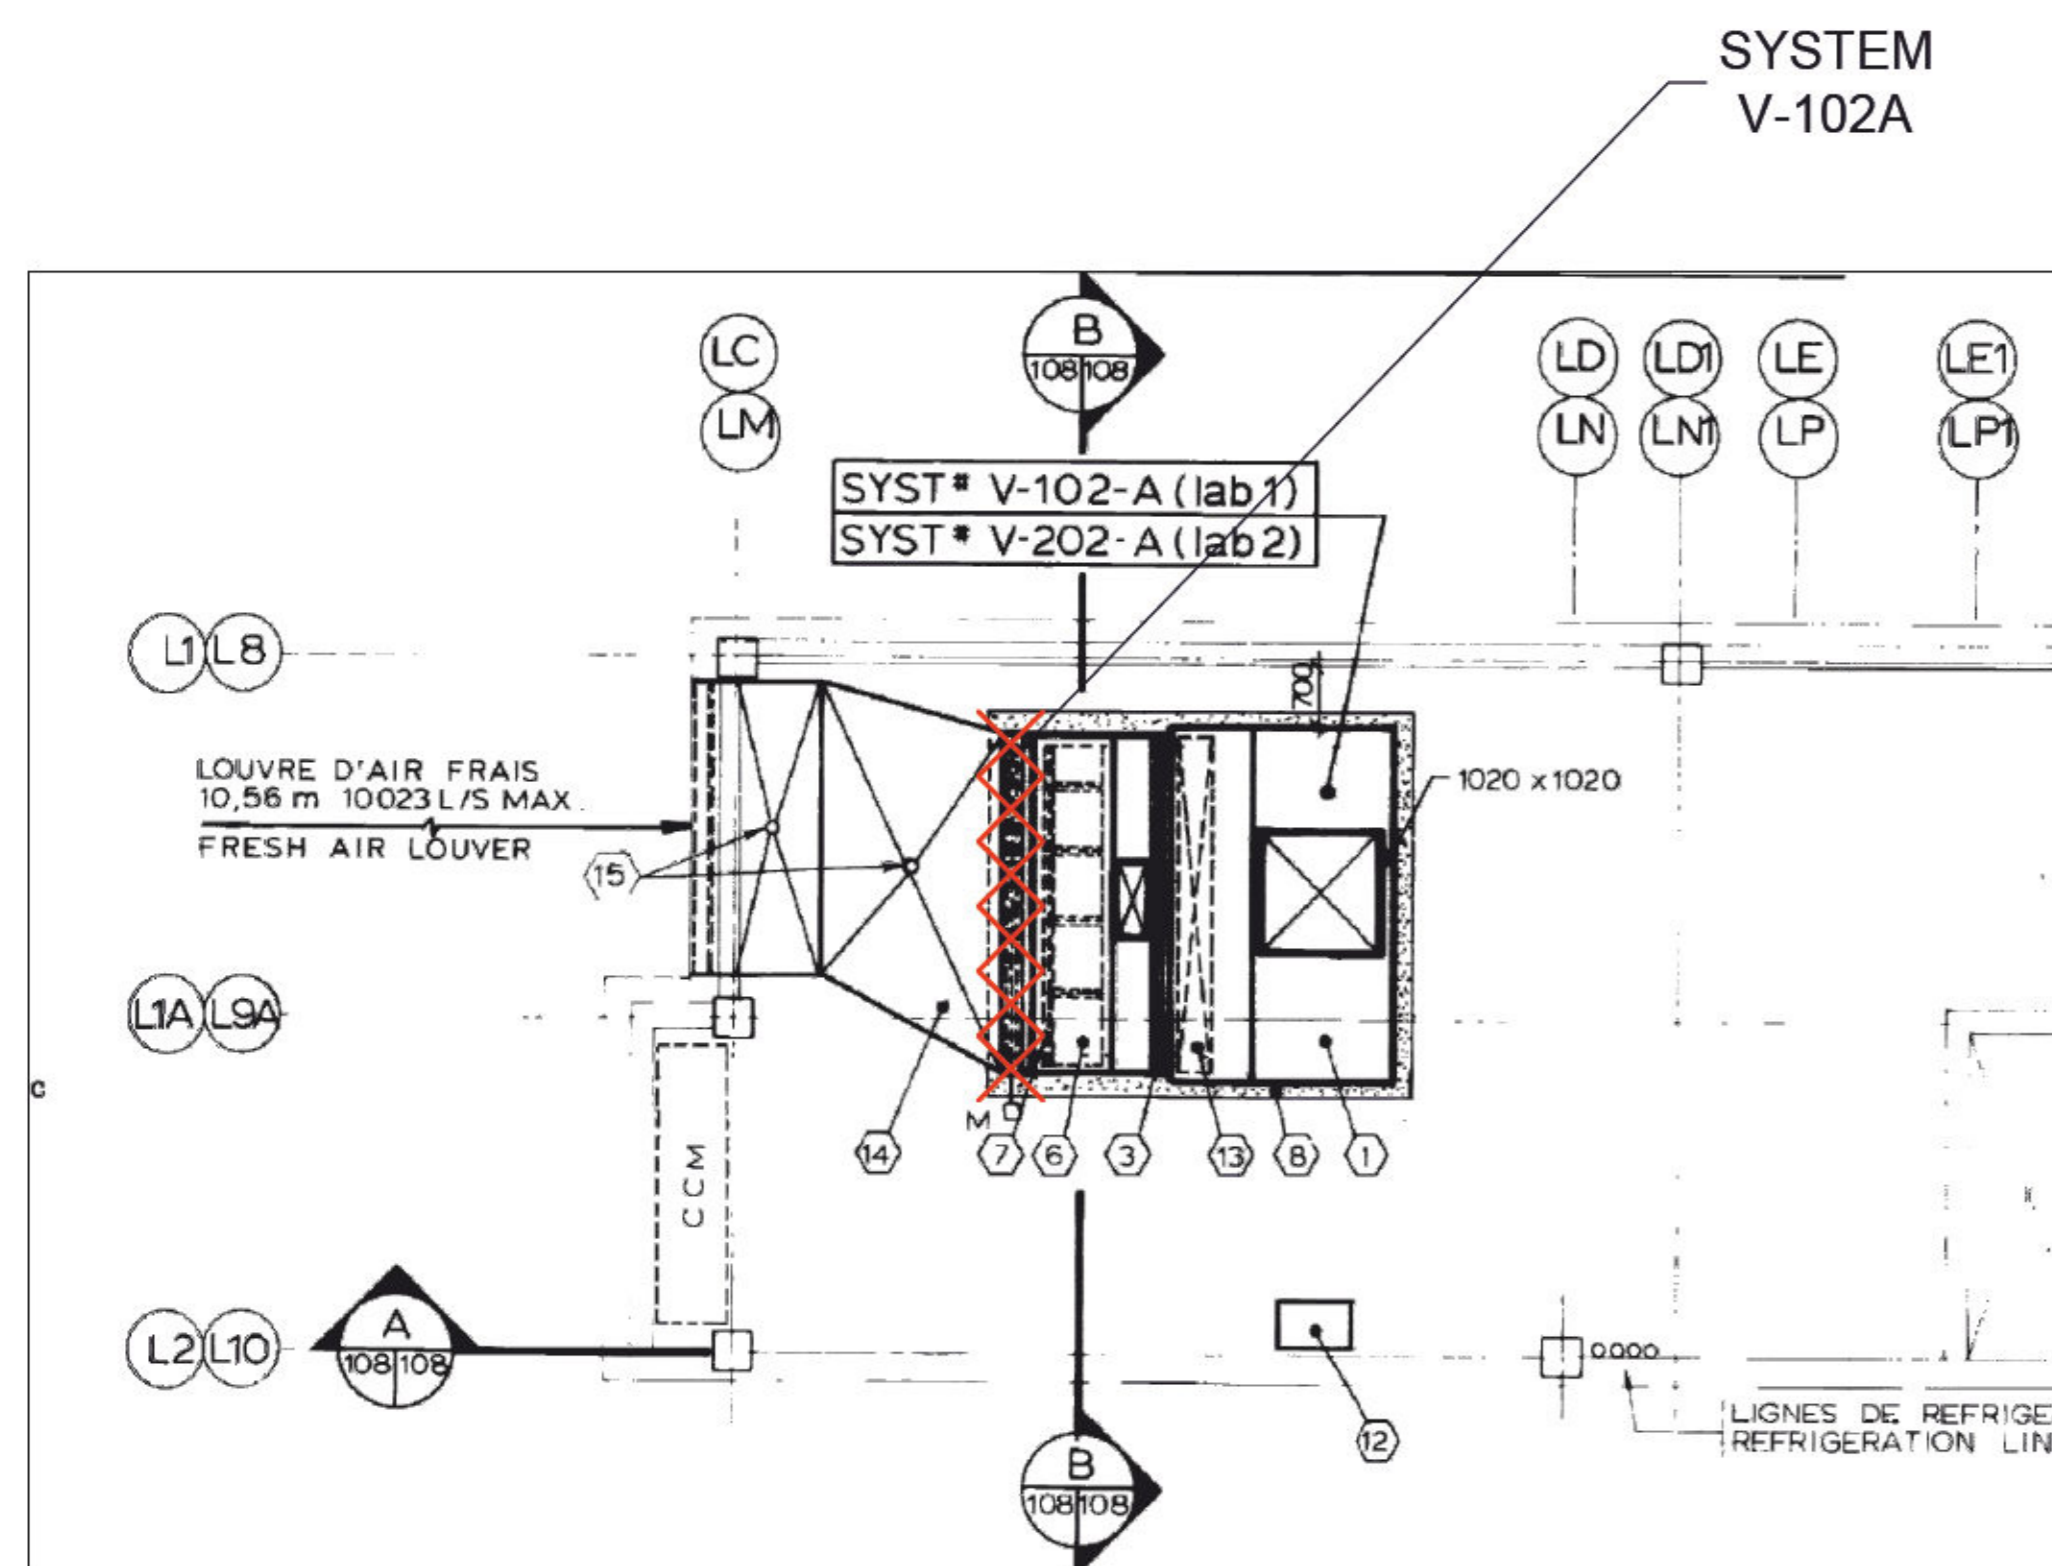 SYSTEM
V-102A
B
108 108
LC
LM
LD
LN
LD1
LN1
LE
LP
LE1
LP1
SYST# V-102-A (lab 1)
SYST# V-202-A (lab 2)
L1 L8
700
LOUVRE D'AIR FRAIS
10,56 m 10023 L/S MAX.
FRESH AIR LOUVER
1020 x 1020
15
L1A L9A
C
M
14
7
6
3
13
8
1
CCM
L2 L10
A
108 108
12
LIGNES DE REFRIGE
REFRIGERATION LIN
B
108 108